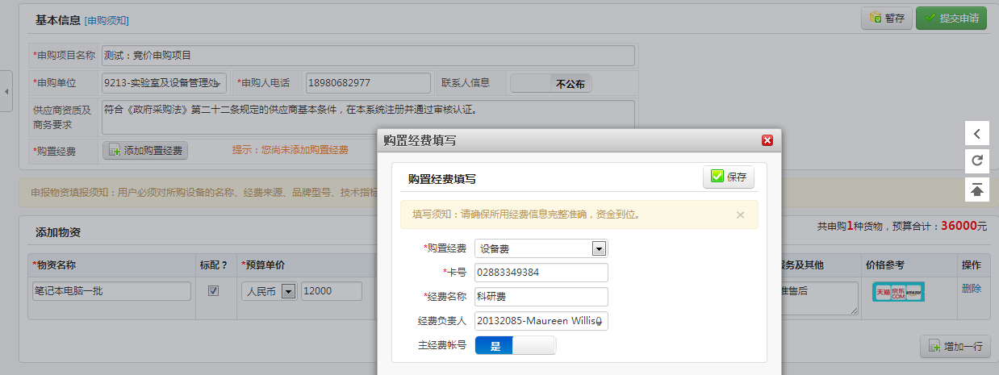 基本信息 [申购须知] 暂存 提交申请
*申购项目名称 测试：竞价申购项目
*申购单位 9213-实验室及设备管理处 *申购人电话 18980682977 联系人信息 不公布
供应商资质及商务要求 符合《政府采购法》第二十二条规定的供应商基本条件，在本系统注册并通过审核认证。
*购置经费 添加购置经费 提示：您尚未添加购置经费
申报物资填报须知：用户必须对所购设备的名称、经费来源、品牌型号、技术指标
添加物资 共申购1种货物，预算合计：36000元
*物资名称 标配？ *预算单价 服务及其他 价格参考 操作
笔记本电脑一批 人民币 12000 售后 天猫 京东 JD.COM amazon 删除
增加一行
购置经费填写
购置经费填写 保存
填写须知：请确保所用经费信息完整准确，资金到位。 ×
*购置经费 设备费
*卡号 02883349384
*经费名称 科研费
经费负责人 20132085-Maureen Willis
主经费帐号 是